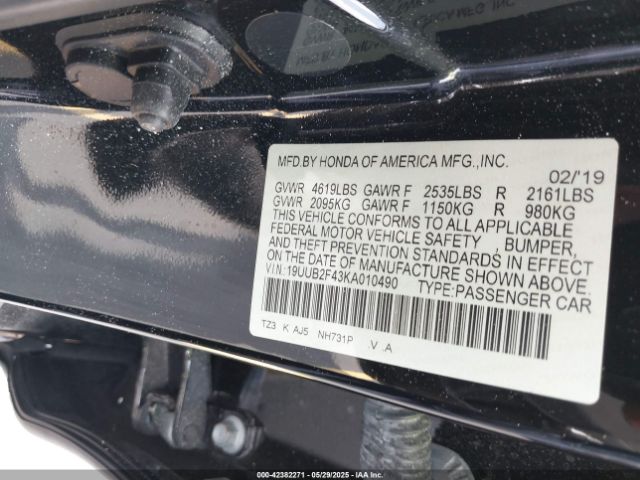 MFD.BY HONDA OF AMERICA MFG.,INC.
02/'19
GVWR 4619LBS GAWR F 2535LBS R 2161LBS
GVWR 2095KG GAWR F 1150KG R 980KG
THIS VEHICLE CONFORMS TO ALL APPLICABLE
FEDERAL MOTOR VEHICLE SAFETY , BUMPER,
AND THEFT PREVENTION STANDARDS IN EFFECT
ON THE DATE OF MANUFACTURE SHOWN ABOVE.
V.I.N:19UUB2F43KA010490 TYPE:PASSENGER CAR
TZ3 K AJ5 NH731P .V .A
000-42382271 - 05/29/2025 - IAAIVEHICLE